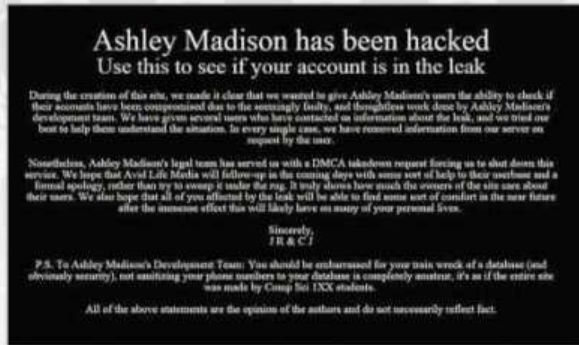 Ashley Madison has been hacked
Use this to see if your account is in the leak
During the creation of this site, we made it clear that we wanted to give Ashley Madison's users the ability to check if
their accounts have been compromised due to the seemingly faulty, and thoughtless work done by Ashley Madison's
development team. We have given several users who have contacted us information about the leak, and we tried our
best to help them understand the situation. In every single case, we have removed information from our server on
request by the user.
Nonetheless, Ashley Madison's legal team has served us with a DMCA takedown request forcing us to shut down this
service. We hope that Avid Life Media will follow-up in the coming days with some sort of help to their userbase and a
formal apology, rather than try to sweep it under the rug. It truly shows how much the owners of the site care about
their users. We also hope that all of you affected by the leak will be able to find some sort of comfort in the near future
after the immense effect this will likely have on many of your personal lives.
Sincerely,
J R & C J
P.S. To Ashley Madison's Development Team: You should be embarrassed for your train wreck of a database (and
obviously security), not sanitizing your phone numbers to your database is completely amateur, it's as if the entire site
was made by Comp Sci 1XX students.
All of the above statements are the opinion of the authors and do not necessarily reflect fact.